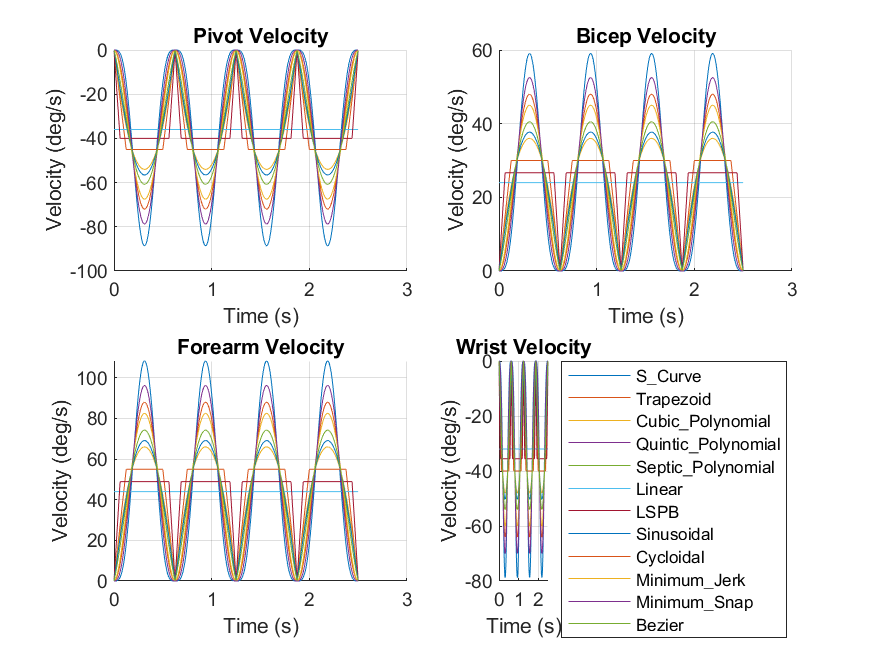 Pivot Velocity
0
-20
-40
-60
-80
-100
Velocity (deg/s)
0 1 2 3
Time (s)
Bicep Velocity
60
40
20
0
Velocity (deg/s)
0 1 2 3
Time (s)
Forearm Velocity
100
80
60
40
20
0
Velocity (deg/s)
0 1 2 3
Time (s)
Wrist Velocity
0
-20
-40
-60
-80
Velocity (deg/s)
0 1 2
Time (s)
S_Curve
Trapezoid
Cubic_Polynomial
Quintic_Polynomial
Septic_Polynomial
Linear
LSPB
Sinusoidal
Cycloidal
Minimum_Jerk
Minimum_Snap
Bezier